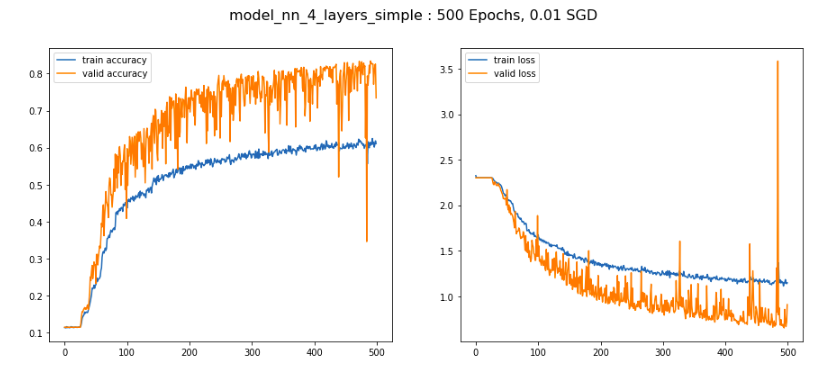 model_nn_4_layers_simple : 500 Epochs, 0.01 SGD
train accuracy
valid accuracy
0.8
0.7
0.6
0.5
0.4
0.3
0.2
0.1
0 100 200 300 400 500
train loss
valid loss
3.5
3.0
2.5
2.0
1.5
1.0
0 100 200 300 400 500